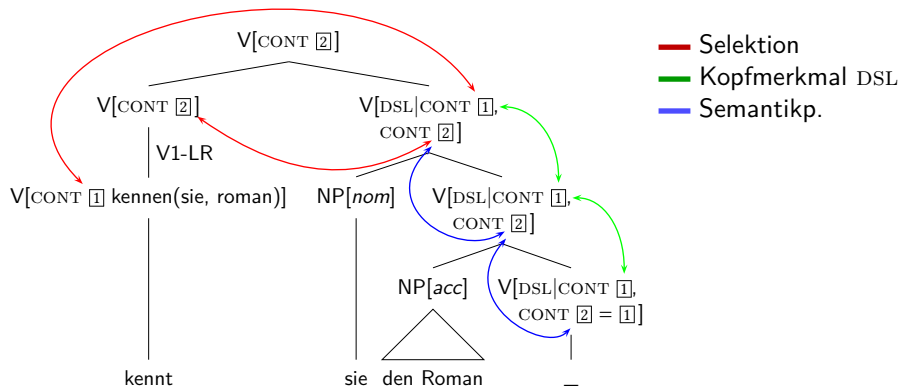 V[CONT 2]
Selektion
Kopfmerkmal DSL
Semantikp.
V[CONT 2]
V[DSL|CONT 1,
CONT 2]
V1-LR
V[CONT 1 kennen(sie, roman)]
NP[nom]
V[DSL|CONT 1,
CONT 2]
NP[acc]
V[DSL|CONT 1,
CONT 2 = 1]
kennt
sie
den Roman
_